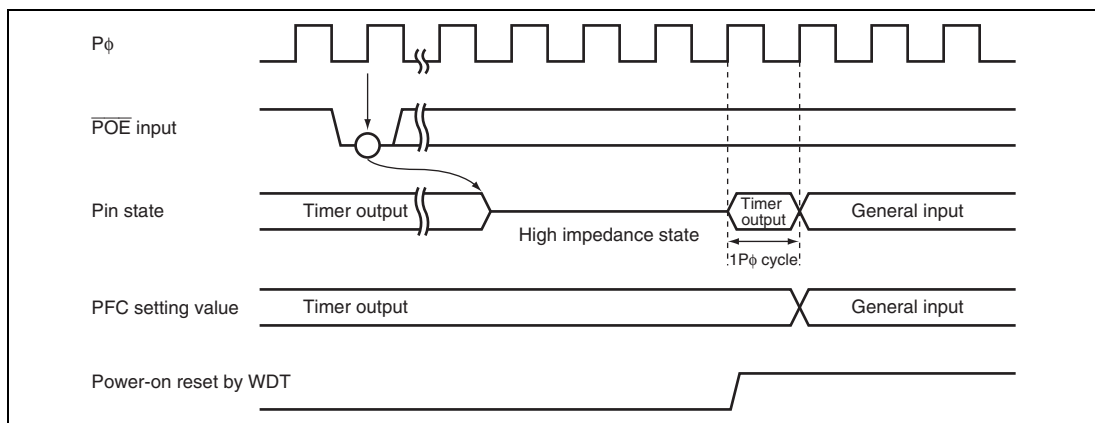 Pϕ
POE input
Pin state
Timer output
High impedance state
Timer
output
General input
1Pϕ cycle
PFC setting value
Timer output
General input
Power-on reset by WDT